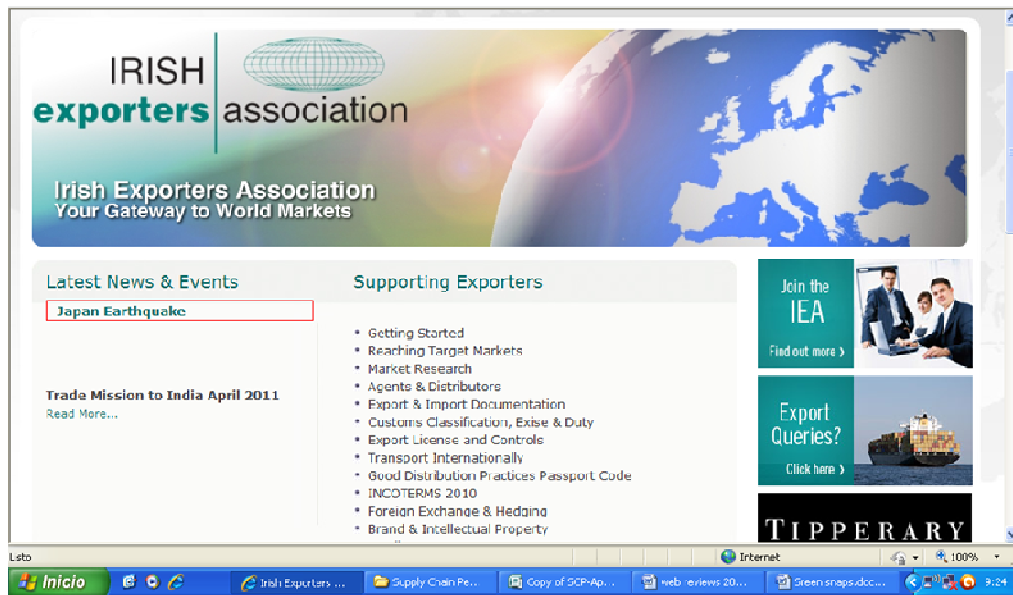 IRISH
exporters association
Irish Exporters Association
Your Gateway to World Markets
Latest News & Events
Japan Earthquake
Trade Mission to India April 2011
Read More...
Supporting Exporters
• Getting Started
• Reaching Target Markets
• Market Research
• Agents & Distributors
• Export & Import Documentation
• Customs Classification, Exise & Duty
• Export License and Controls
• Transport Internationally
• Good Distribution Practices Passport Code
• INCOTERMS 2010
• Foreign Exchange & Hedging
• Brand & Intellectual Property
Join the
IEA
Find out more >
Export
Queries?
Click here >
TIPPERARY
Listo
Internet
100%
Inicio
Irish Exporters ...
Supply Chain Pe...
Copy of SCP-Ap...
web reviews 20...
Green snaps.doc...
9:24